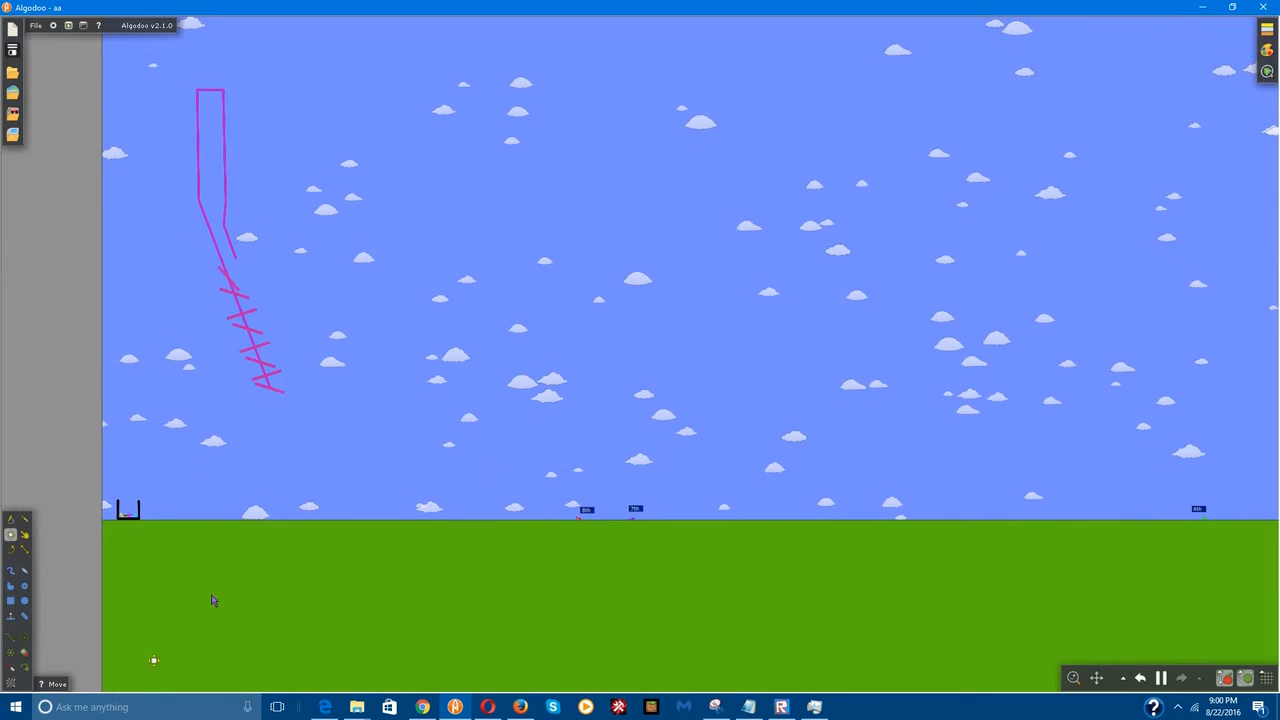 Algodoo - aa
File
?
Algodoo v2.1.0
8th
7th
6th
Move
Ask me anything
9:00 PM
8/22/2016